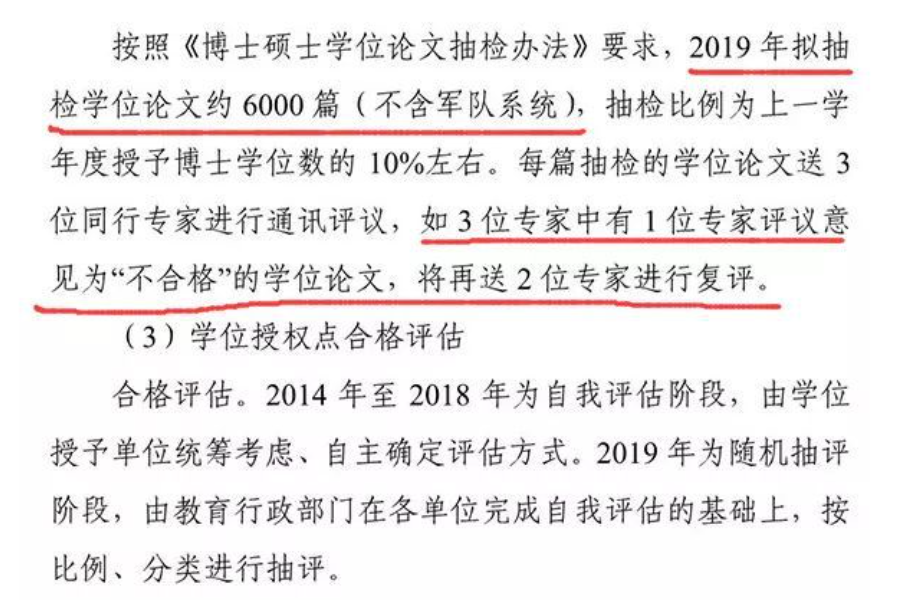 按照《博士硕士学位论文抽检办法》要求，2019 年拟抽
检学位论文约 6000 篇（不含军队系统），抽检比例为上一学
年度授予博士学位数的 10%左右。每篇抽检的学位论文送 3
位同行专家进行通讯评议，如 3 位专家中有 1 位专家评议意
见为“不合格”的学位论文，将再送 2 位专家进行复评。
（3）学位授权点合格评估
合格评估。2014 年至 2018 年为自我评估阶段，由学位
授予单位统筹考虑、自主确定评估方式。2019 年为随机抽评
阶段，由教育行政部门在各单位完成自我评估的基础上，按
比例、分类进行抽评。